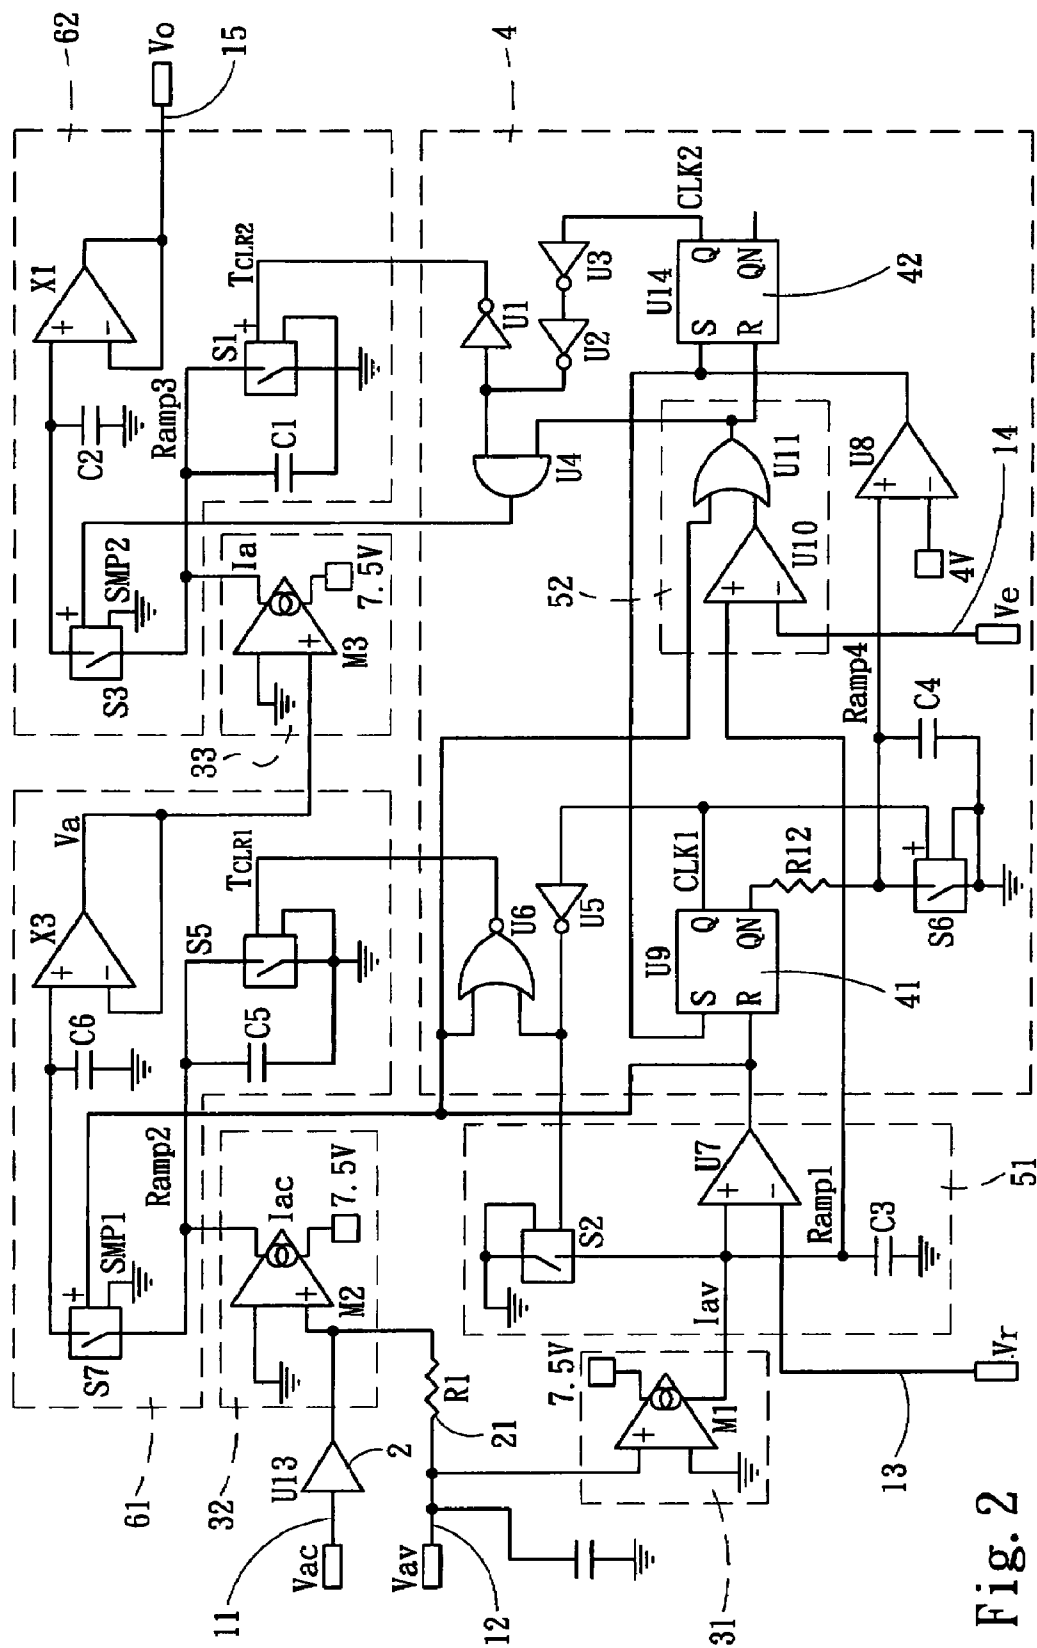 62
Vo
15
X1
+
-
C2
Ramp3
S1
+
TCLR2
C1
SMP2
+
S3
Ia
7.5V
M3
+
33
4
CLK2
U3
U14
Q
QN
S
R
42
U1
U2
U4
52
U11
U10
+
-
U8
+
-
4V
14
Ve
Va
X3
+
-
C6
Ramp2
S5
TCLR1
C5
SMP1
+
S7
Iac
7.5V
M2
+
61
32
U6
U5
CLK1
U9
Q
QN
S
R
41
R12
Ramp4
C4
+
S6
S2
U7
+
-
Ramp1
C3
51
Iav
7.5V
M1
+
31
Vr
13
U13
2
R1
21
Vac
11
Vav
12
Fig.2